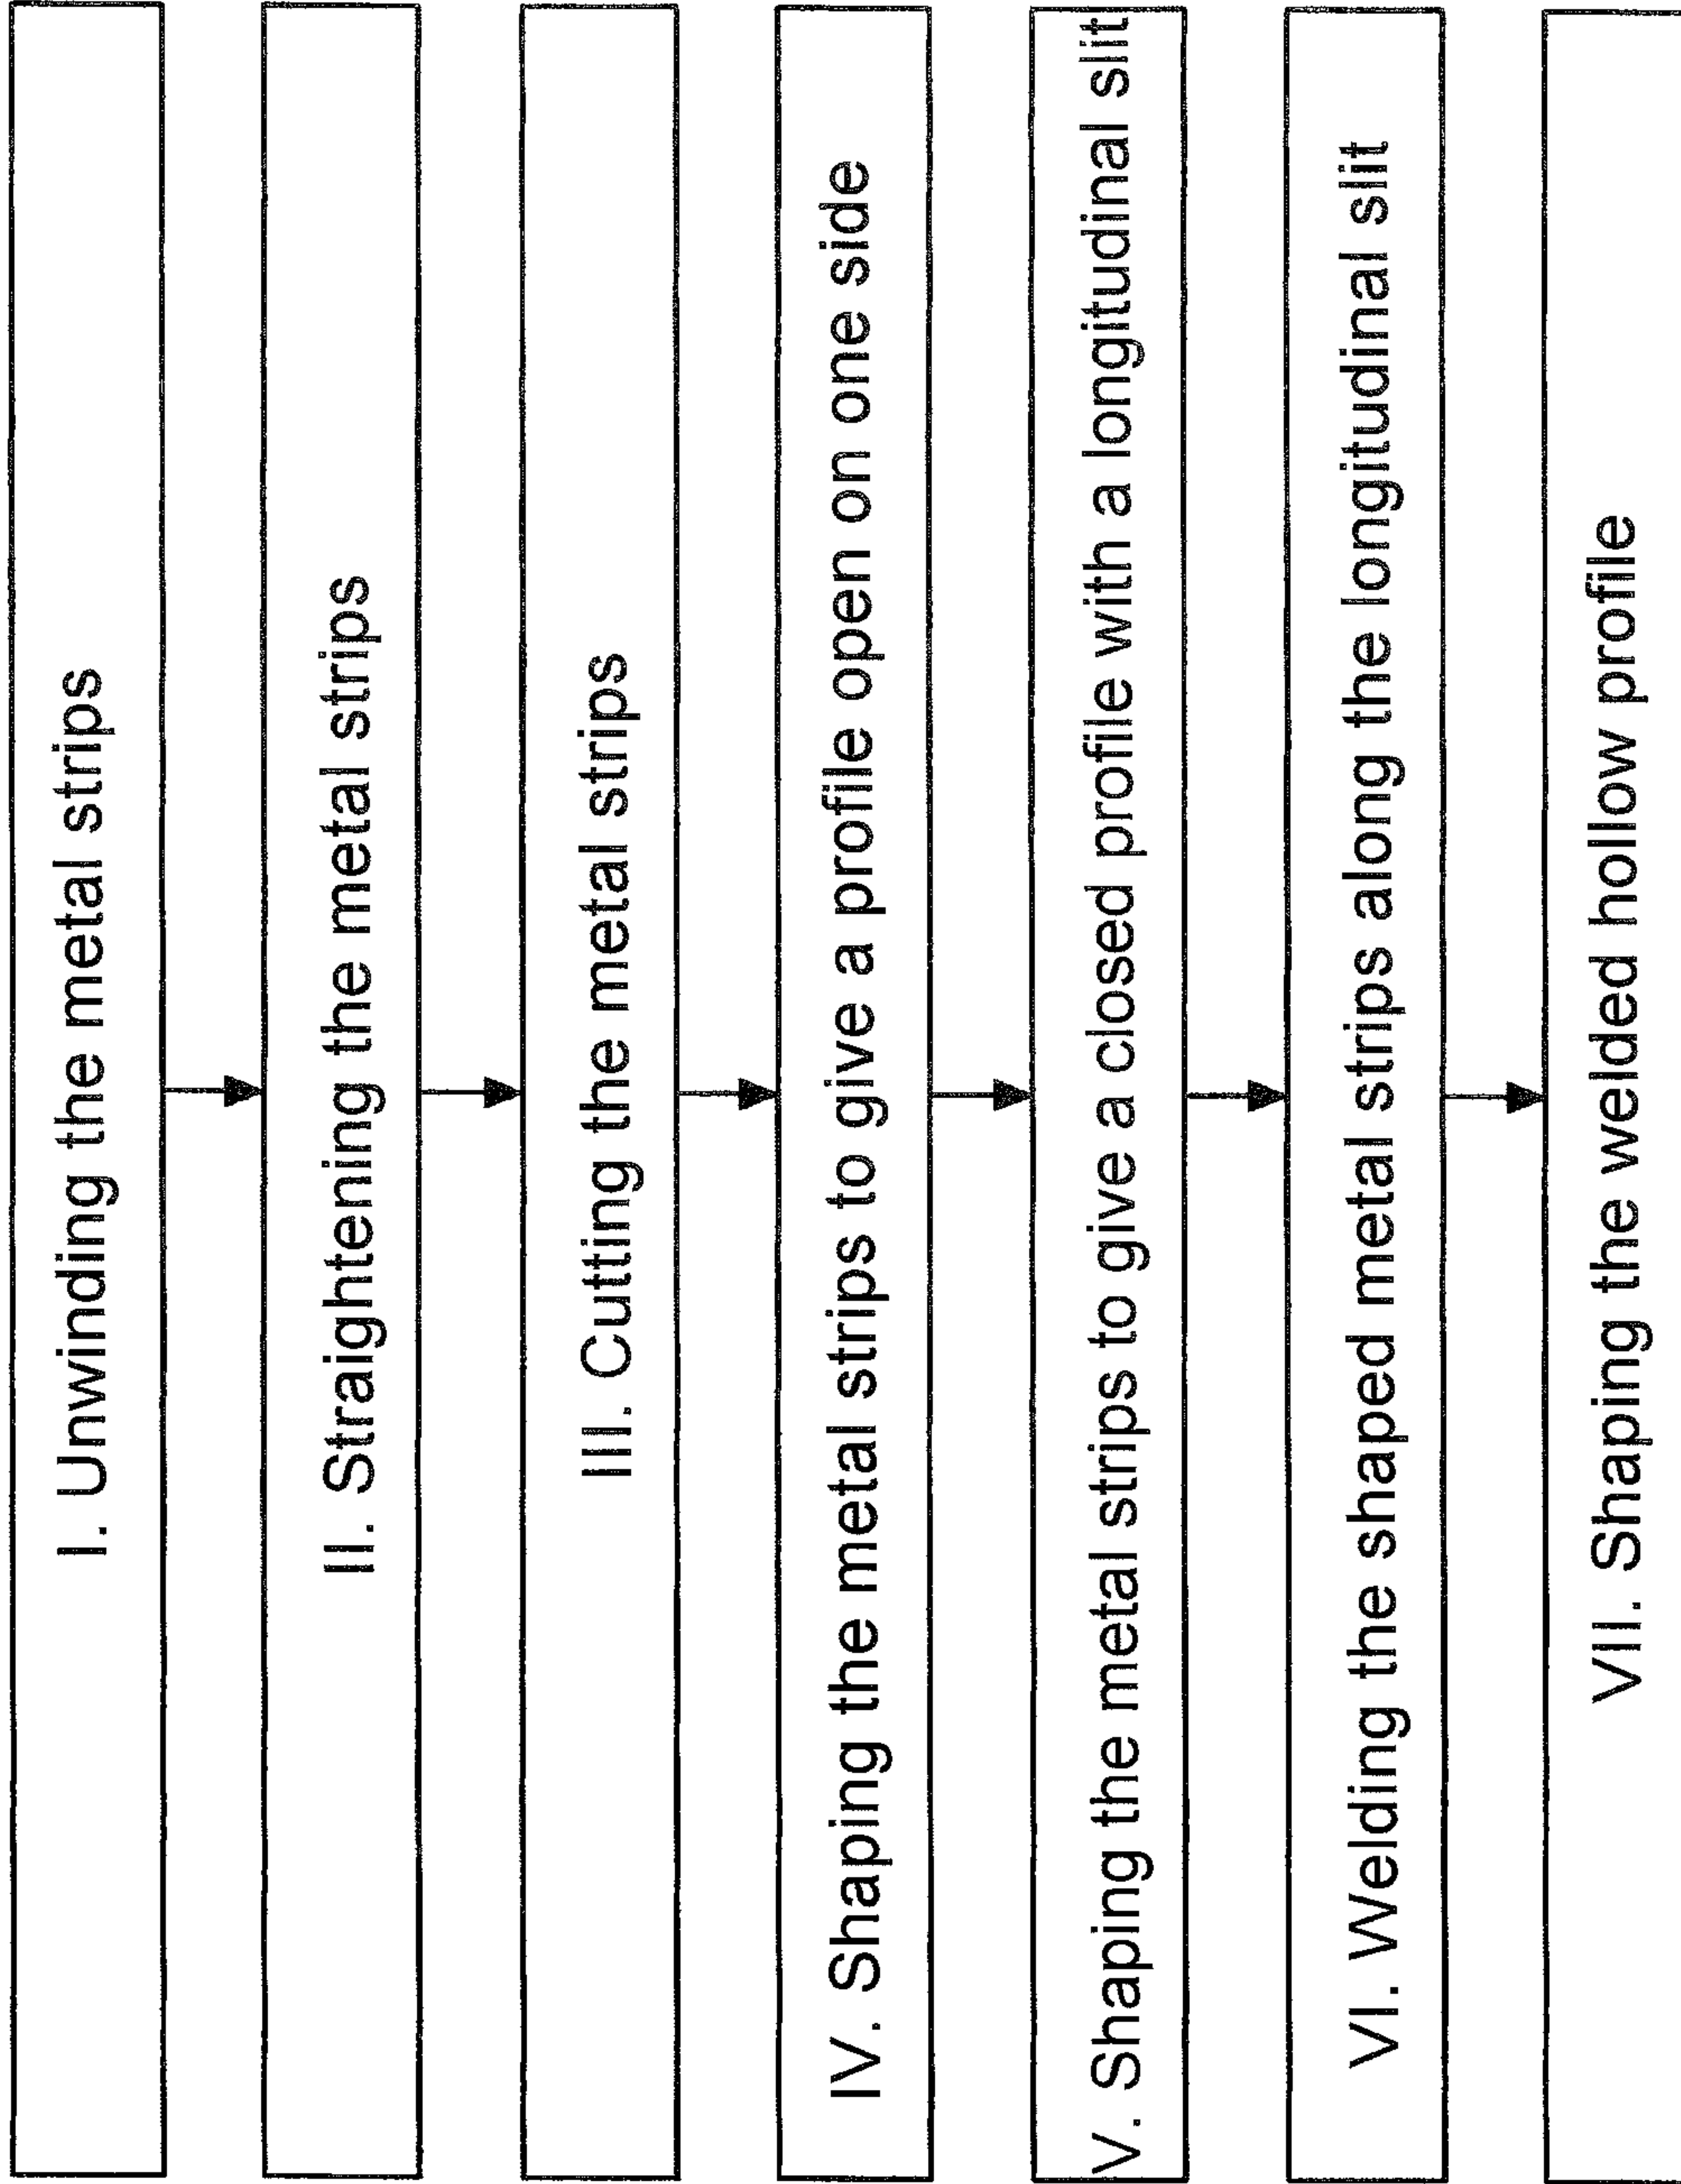 I. Unwinding the metal strips
II. Straightening the metal strips
III. Cutting the metal strips
IV. Shaping the metal strips to give a profile open on one side
V. Shaping the metal strips to give a closed profile with a longitudinal slit
VI. Welding the shaped metal strips along the longitudinal slit
VII. Shaping the welded hollow profile